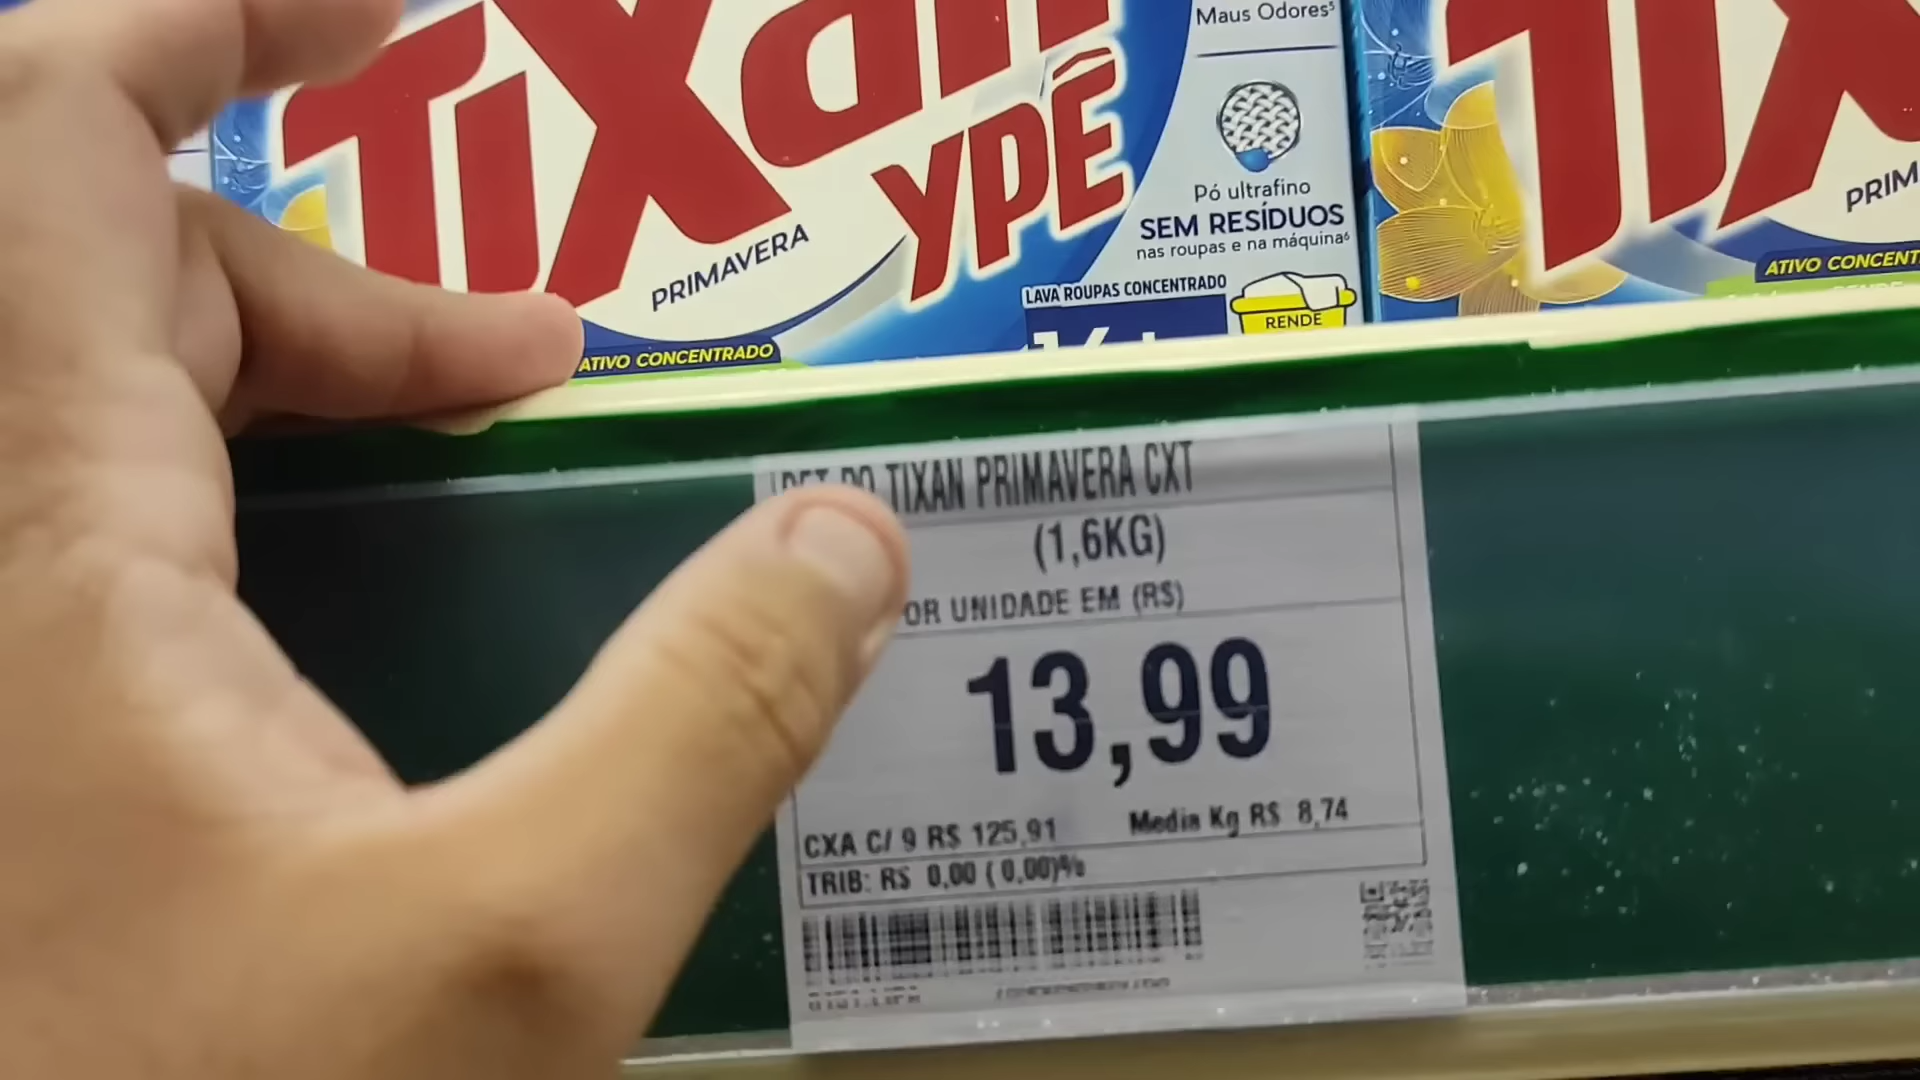 Tixan
YPÊ
PRIMAVERA
ATIVO CONCENTRADO
Maus Odores⁵
Pó ultrafino
SEM RESÍDUOS
nas roupas e na máquina⁶
LAVA ROUPAS CONCENTRADO
RENDE
TIX
PRIM
ATIVO CONCENT
TIXAN PRIMAVERA CXT
(1,6KG)
OR UNIDADE EM (R$)
13,99
CXA C/ 9 R$ 125,91 Media Kg R$ 8,74
TRIB: R$ 0,00 ( 0,00)%